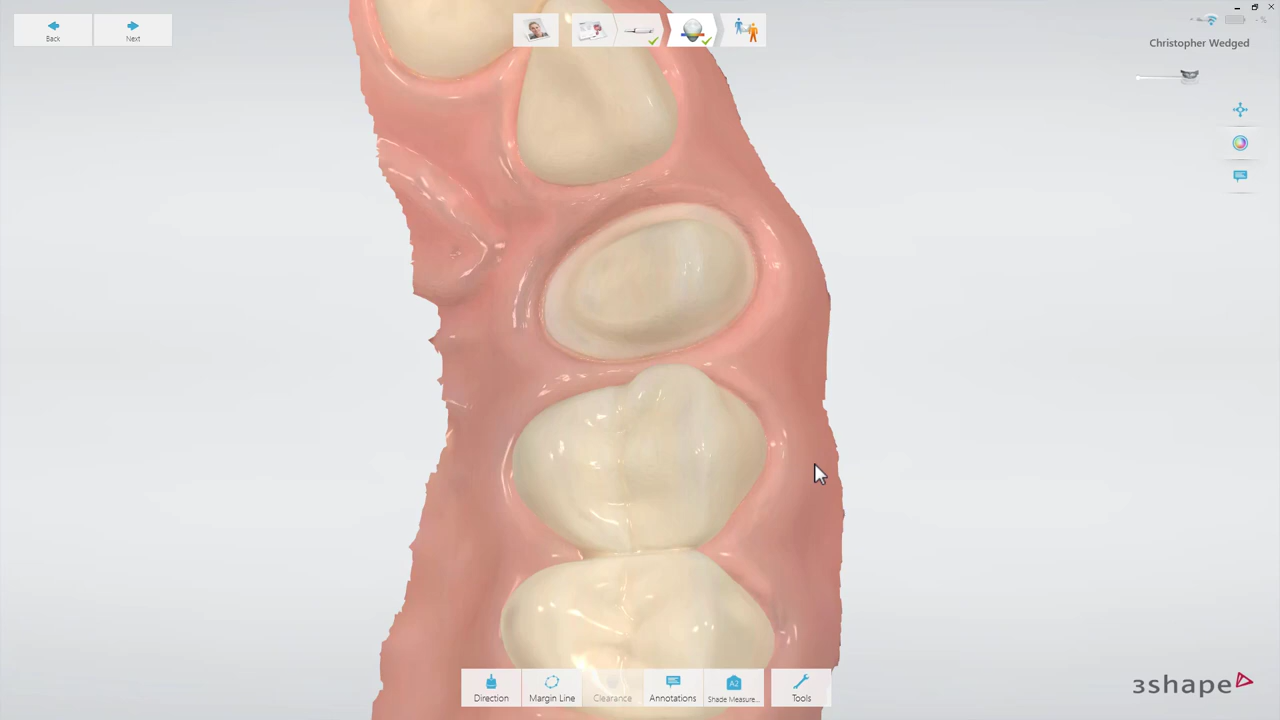 Back
Next
Christopher Wedged
Direction
Margin Line
Clearance
Annotations
A2
Shade Measure...
Tools
3shape